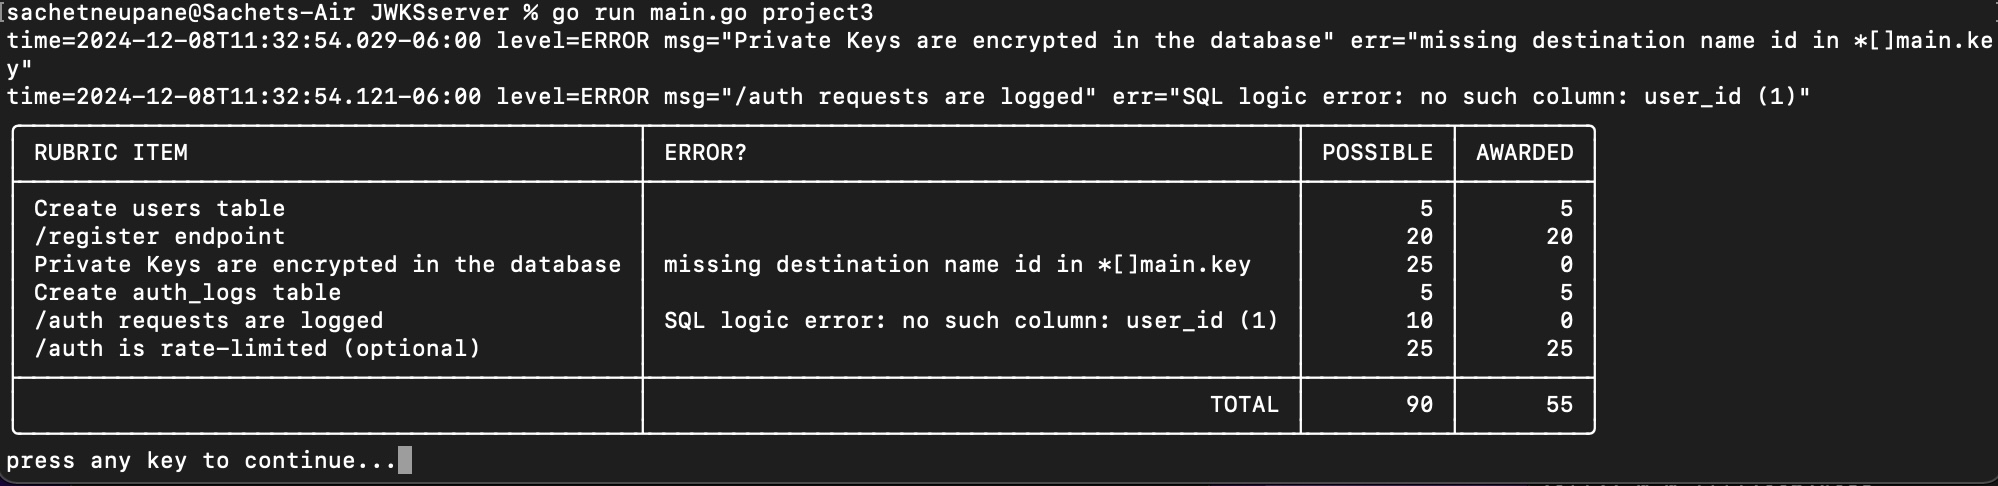 sachetneupane@Sachets-Air JWKSserver % go run main.go project3
time=2024-12-08T11:32:54.029-06:00 level=ERROR msg="Private Keys are encrypted in the database" err="missing destination name id in *[]main.ke
y"
time=2024-12-08T11:32:54.121-06:00 level=ERROR msg="/auth requests are logged" err="SQL logic error: no such column: user_id (1)"
RUBRIC ITEM ERROR? POSSIBLE AWARDED
Create users table 5 5
/register endpoint 20 20
Private Keys are encrypted in the database missing destination name id in *[]main.key 25 0
Create auth_logs table 5 5
/auth requests are logged SQL logic error: no such column: user_id (1) 10 0
/auth is rate-limited (optional) 25 25
TOTAL 90 55
press any key to continue...